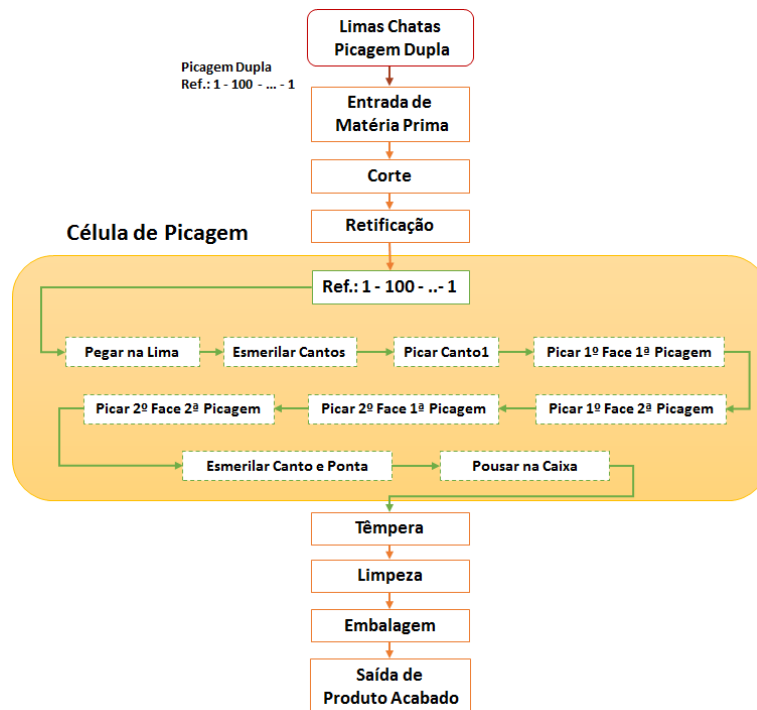 Limas Chatas
Picagem Dupla
Picagem Dupla
Ref.: 1 - 100 - ... - 1
Entrada de
Matéria Prima
Corte
Retificação
Célula de Picagem
Ref.: 1 - 100 - ..- 1
Pegar na Lima
Esmerilar Cantos
Picar Canto1
Picar 1º Face 1ª Picagem
Picar 1º Face 2ª Picagem
Picar 2º Face 1ª Picagem
Picar 2º Face 2ª Picagem
Esmerilar Canto e Ponta
Pousar na Caixa
Têmpera
Limpeza
Embalagem
Saída de
Produto Acabado